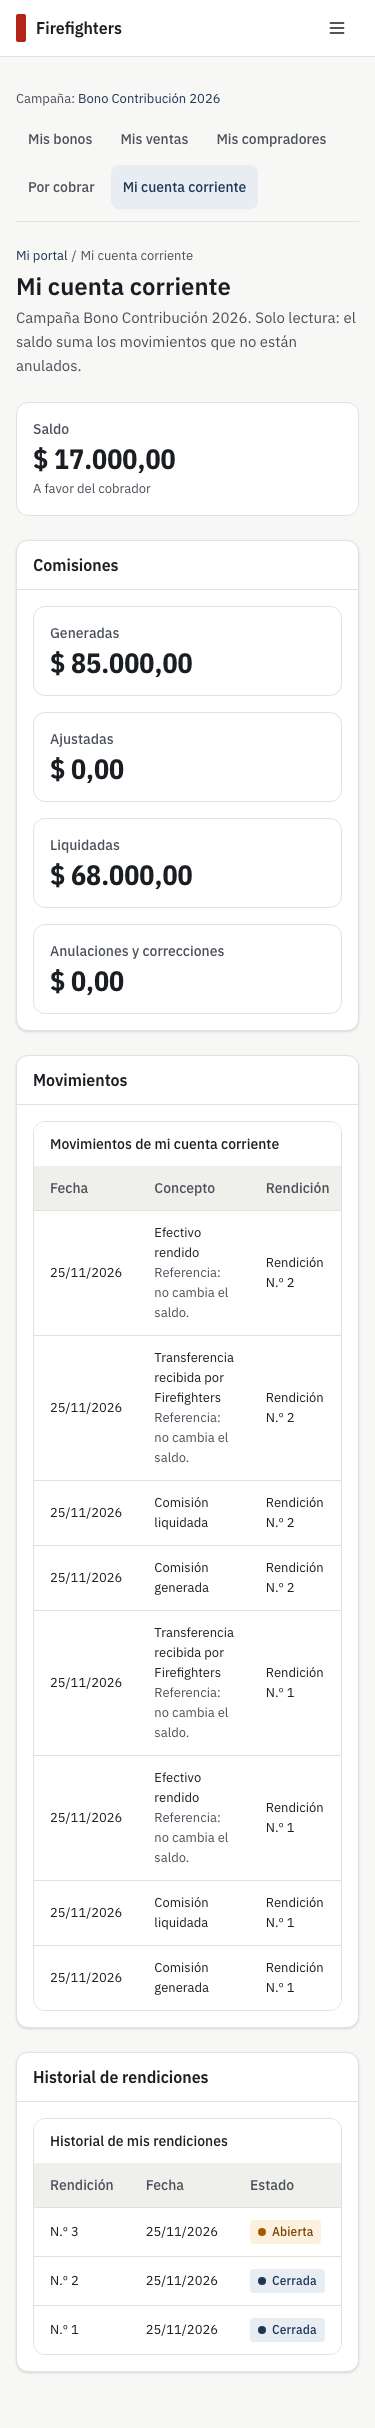 Firefighters
Campaña: Bono Contribución 2026
Mis bonos Mis ventas Mis compradores
Por cobrar Mi cuenta corriente
Mi portal / Mi cuenta corriente
Mi cuenta corriente
Campaña Bono Contribución 2026. Solo lectura: el
saldo suma los movimientos que no están
anulados.
Saldo
$ 17.000,00
A favor del cobrador
Comisiones
Generadas
$ 85.000,00
Ajustadas
$ 0,00
Liquidadas
$ 68.000,00
Anulaciones y correcciones
$ 0,00
Movimientos
Movimientos de mi cuenta corriente
Fecha Concepto Rendición
25/11/2026
Efectivo
rendido
Referencia:
no cambia el
saldo.
Rendición
N.º 2
25/11/2026
Transferencia
recibida por
Firefighters
Referencia:
no cambia el
saldo.
Rendición
N.º 2
25/11/2026
Comisión
liquidada
Rendición
N.º 2
25/11/2026
Comisión
generada
Rendición
N.º 2
25/11/2026
Transferencia
recibida por
Firefighters
Referencia:
no cambia el
saldo.
Rendición
N.º 1
25/11/2026
Efectivo
rendido
Referencia:
no cambia el
saldo.
Rendición
N.º 1
25/11/2026
Comisión
liquidada
Rendición
N.º 1
25/11/2026
Comisión
generada
Rendición
N.º 1
Historial de rendiciones
Historial de mis rendiciones
Rendición Fecha Estado
N.º 3 25/11/2026 Abierta
N.º 2 25/11/2026 Cerrada
N.º 1 25/11/2026 Cerrada